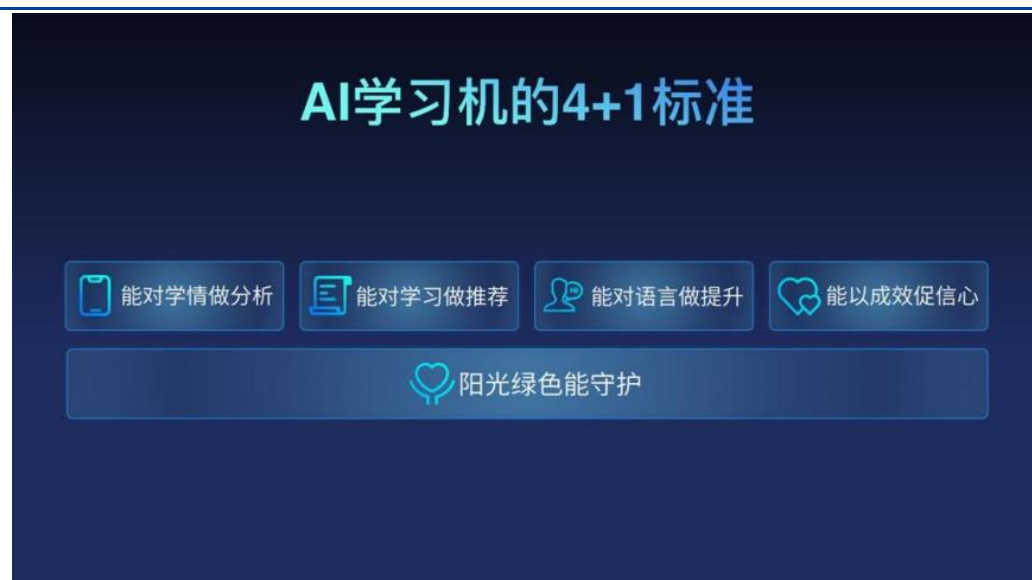 AI学习机的4+1标准
能对学情做分析
能对学习做推荐
能对语言做提升
能以成效促信心
阳光绿色能守护